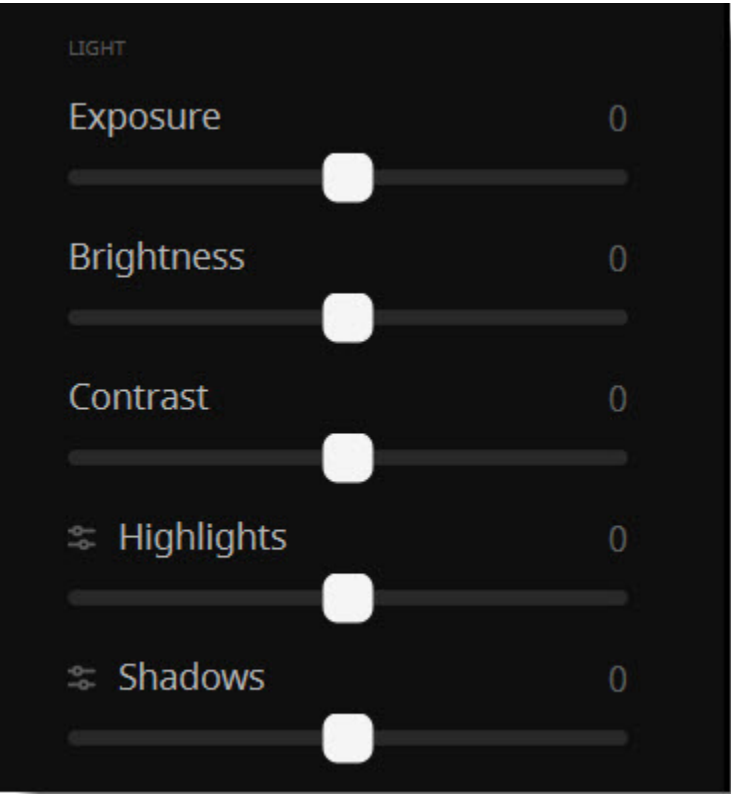 LIGHT
Exposure 0
Brightness 0
Contrast 0
Highlights 0
Shadows 0